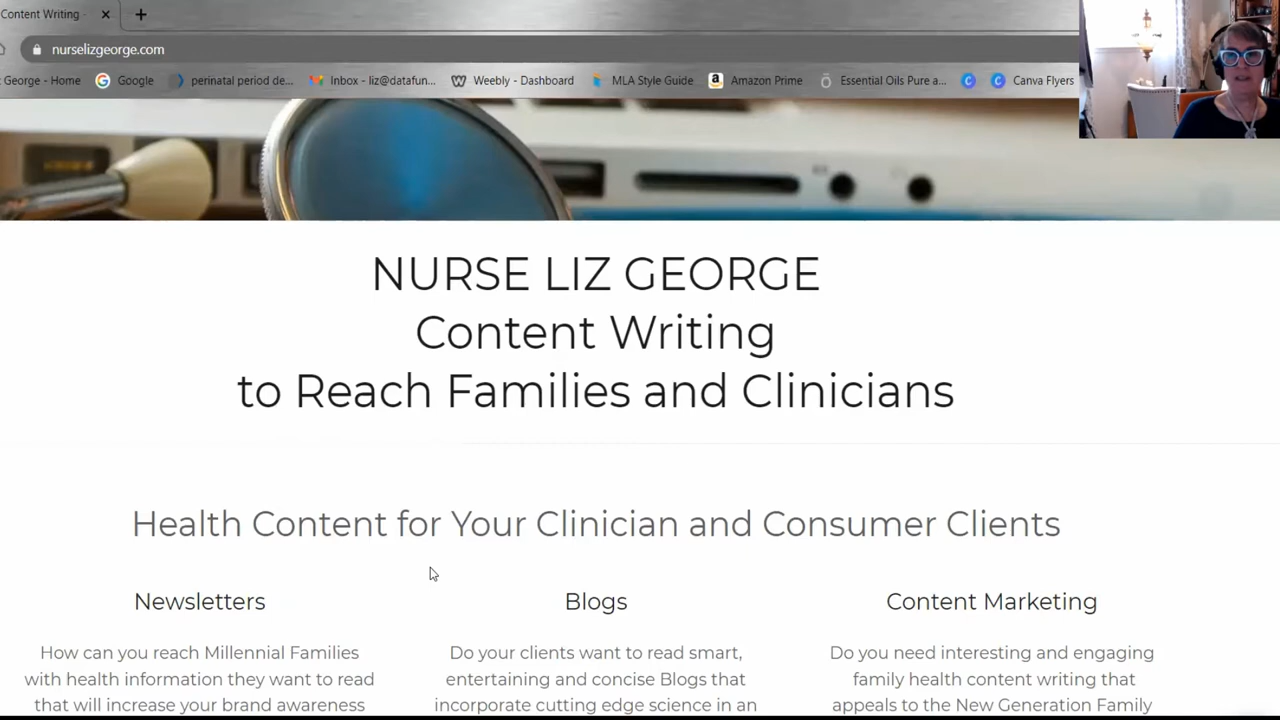 Content Writing
nurselizgeorge.com
George - Home
Google
perinatal period de...
Inbox - liz@datafun...
Weebly - Dashboard
MLA Style Guide
Amazon Prime
Essential Oils Pure a...
Canva Flyers
NURSE LIZ GEORGE
Content Writing
to Reach Families and Clinicians
Health Content for Your Clinician and Consumer Clients
Newsletters
How can you reach Millennial Families
with health information they want to read
that will increase your brand awareness
Blogs
Do your clients want to read smart,
entertaining and concise Blogs that
incorporate cutting edge science in an
Content Marketing
Do you need interesting and engaging
family health content writing that
appeals to the New Generation Family